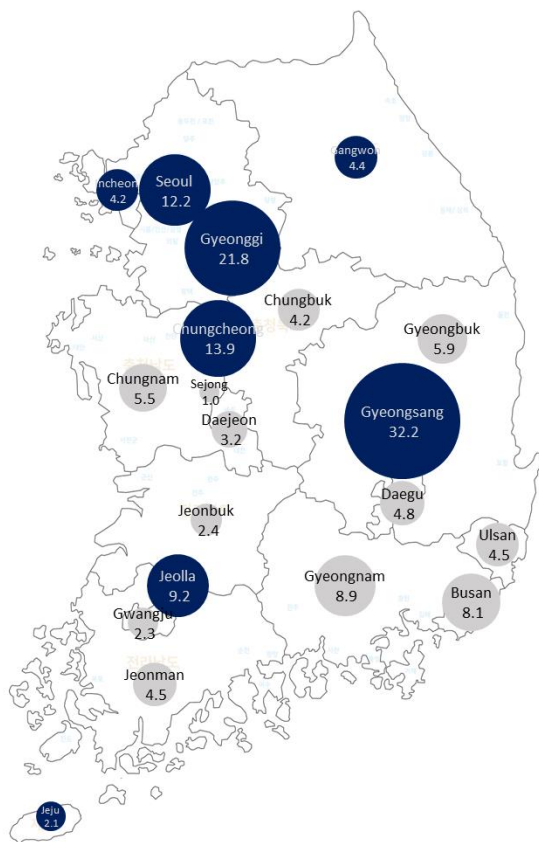 Gangwon
4.4
Incheon
4.2
Seoul
12.2
Gyeonggi
21.8
Chungbuk
4.2
Chungcheong
13.9
Gyeongbuk
5.9
Chungnam
5.5
Sejong
1.0
Daejeon
3.2
Gyeongsang
32.2
Daegu
4.8
Jeonbuk
2.4
Ulsan
4.5
Jeolla
9.2
Gyeongnam
8.9
Busan
8.1
Gwangju
2.3
Jeonman
4.5
Jeju
2.1